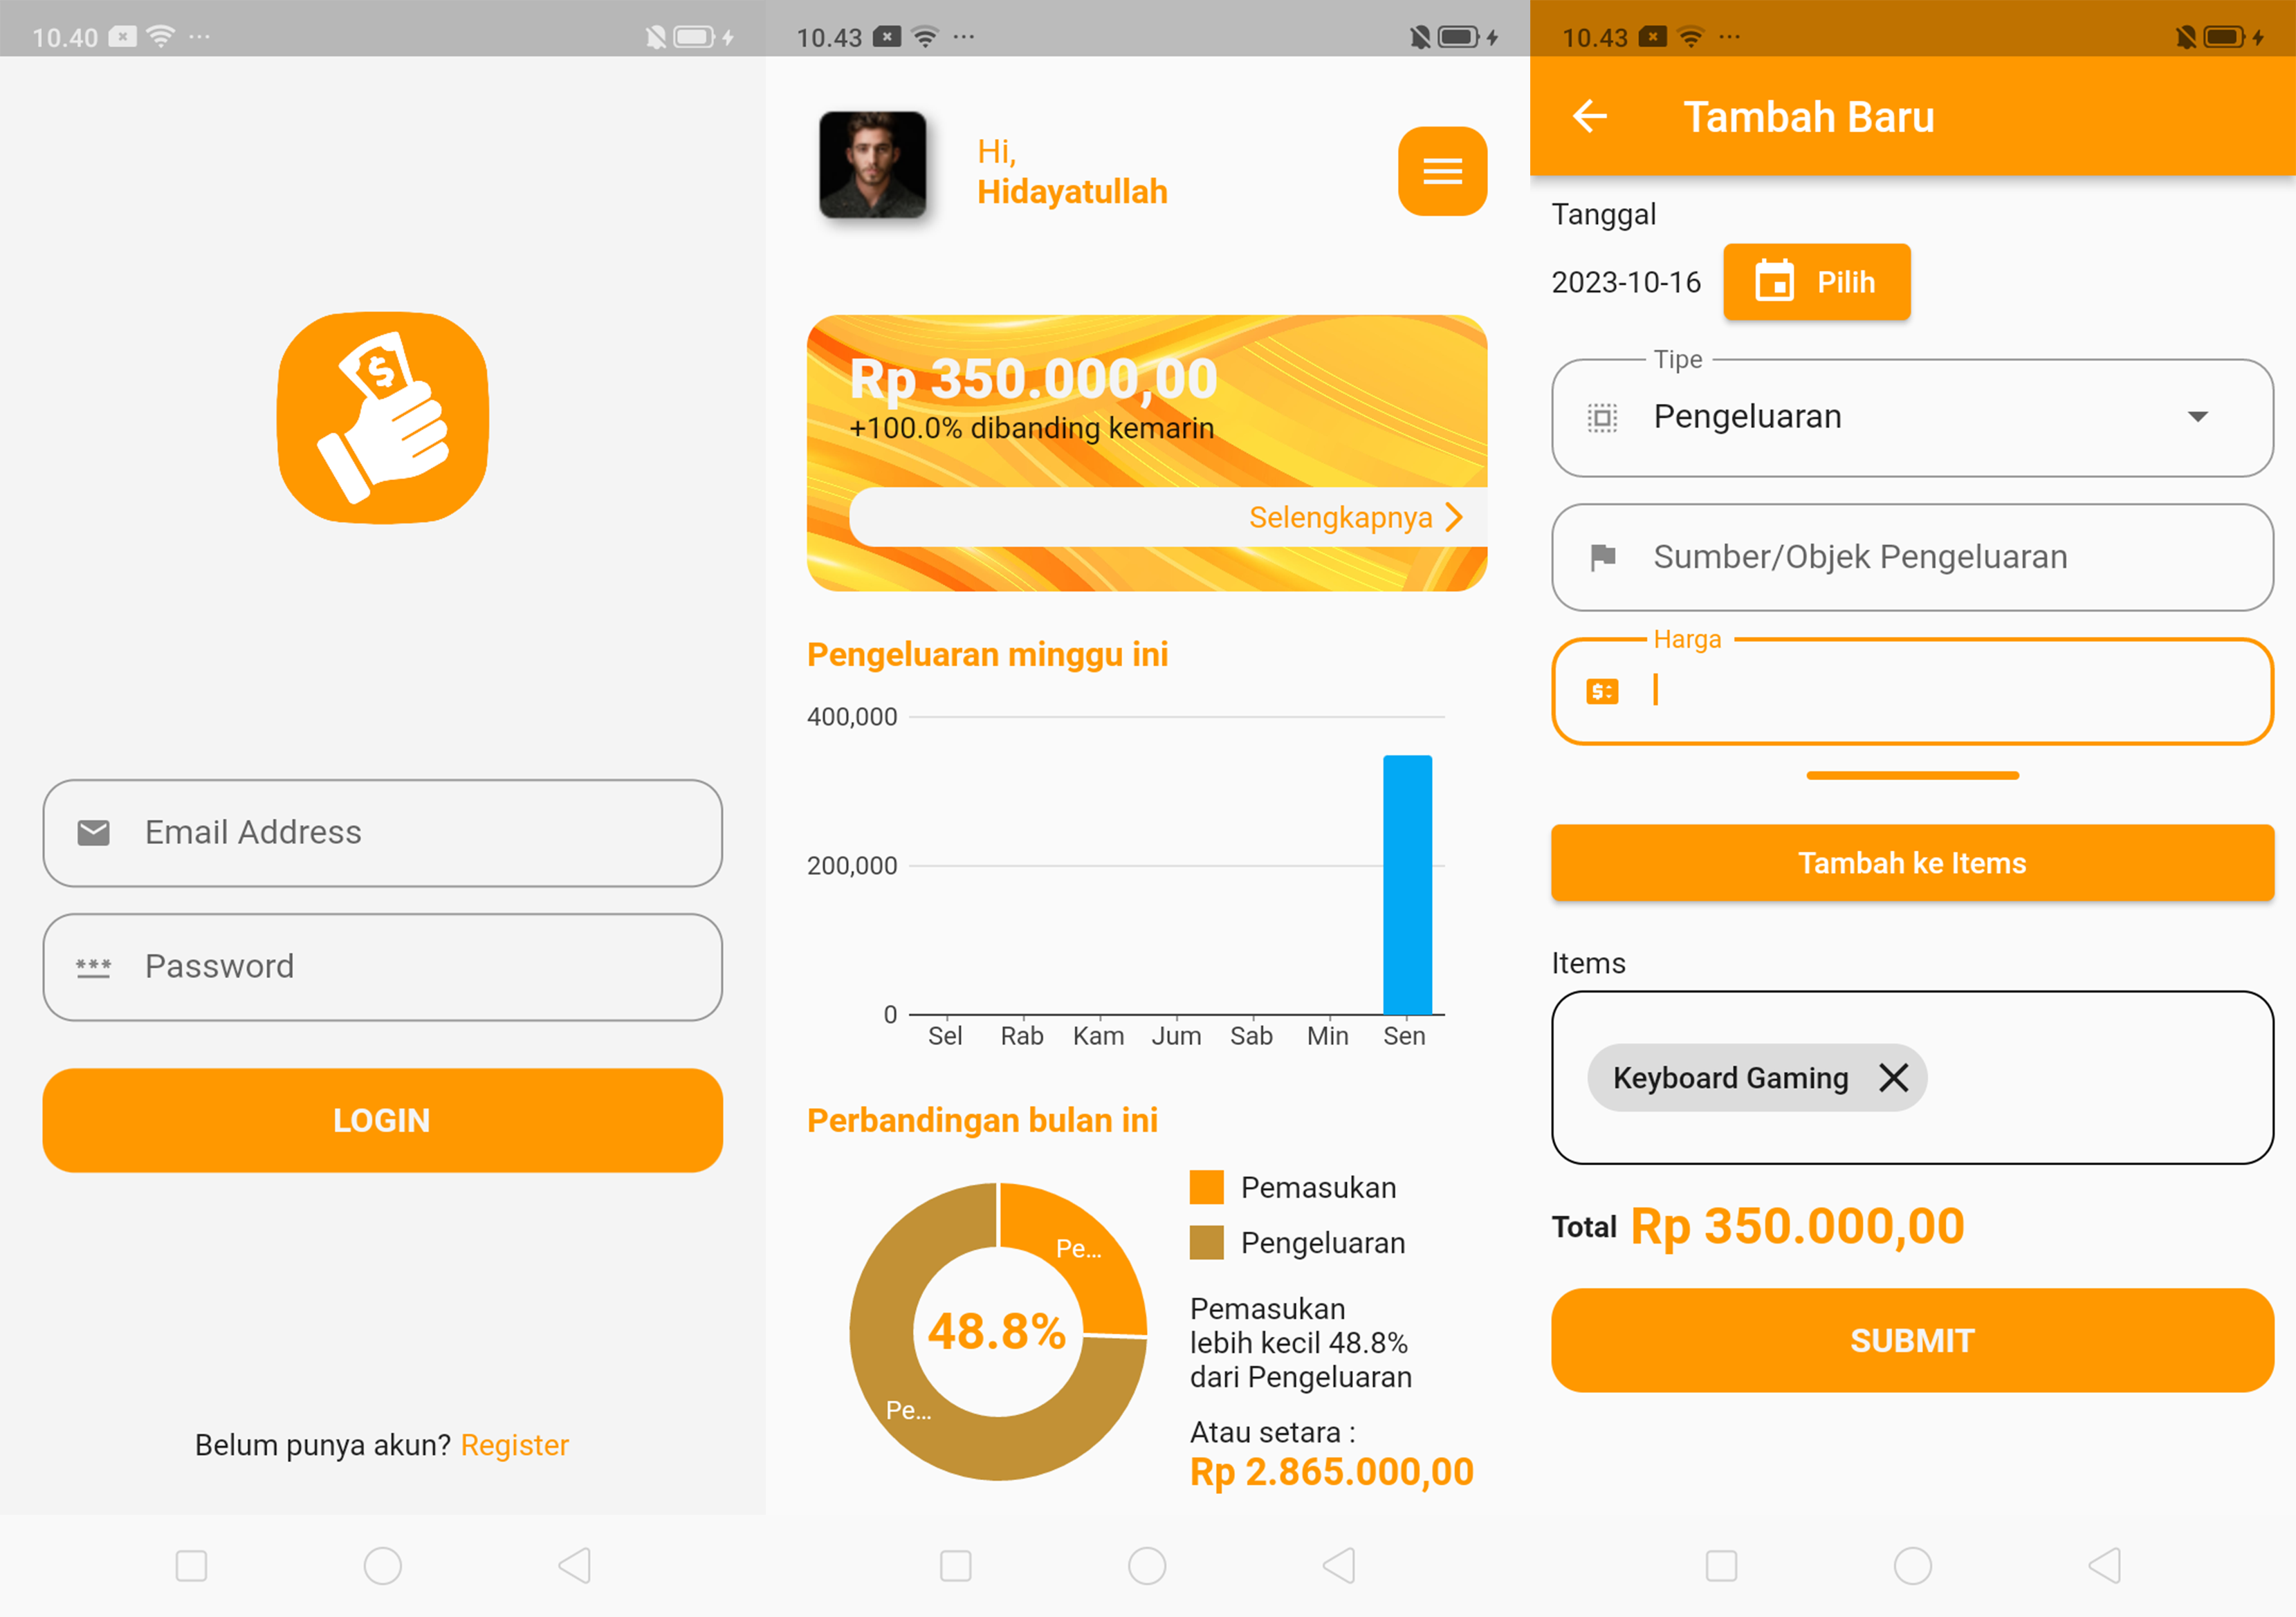 10.40
$
Email Address
*** Password
LOGIN
Belum punya akun? Register
10.43
Hi,
Hidayatullah
Rp 350.000,00
+100.0% dibanding kemarin
Selengkapnya
Pengeluaran minggu ini
400,000
200,000
0
Sel Rab Kam Jum Sab Min Sen
Perbandingan bulan ini
Pe...
Pe...
48.8%
Pemasukan
Pengeluaran
Pemasukan
lebih kecil 48.8%
dari Pengeluaran
Atau setara :
Rp 2.865.000,00
10.43
Tambah Baru
Tanggal
2023-10-16 Pilih
Tipe
Pengeluaran
Sumber/Objek Pengeluaran
Harga
$
Tambah ke Items
Items
Keyboard Gaming
Total Rp 350.000,00
SUBMIT